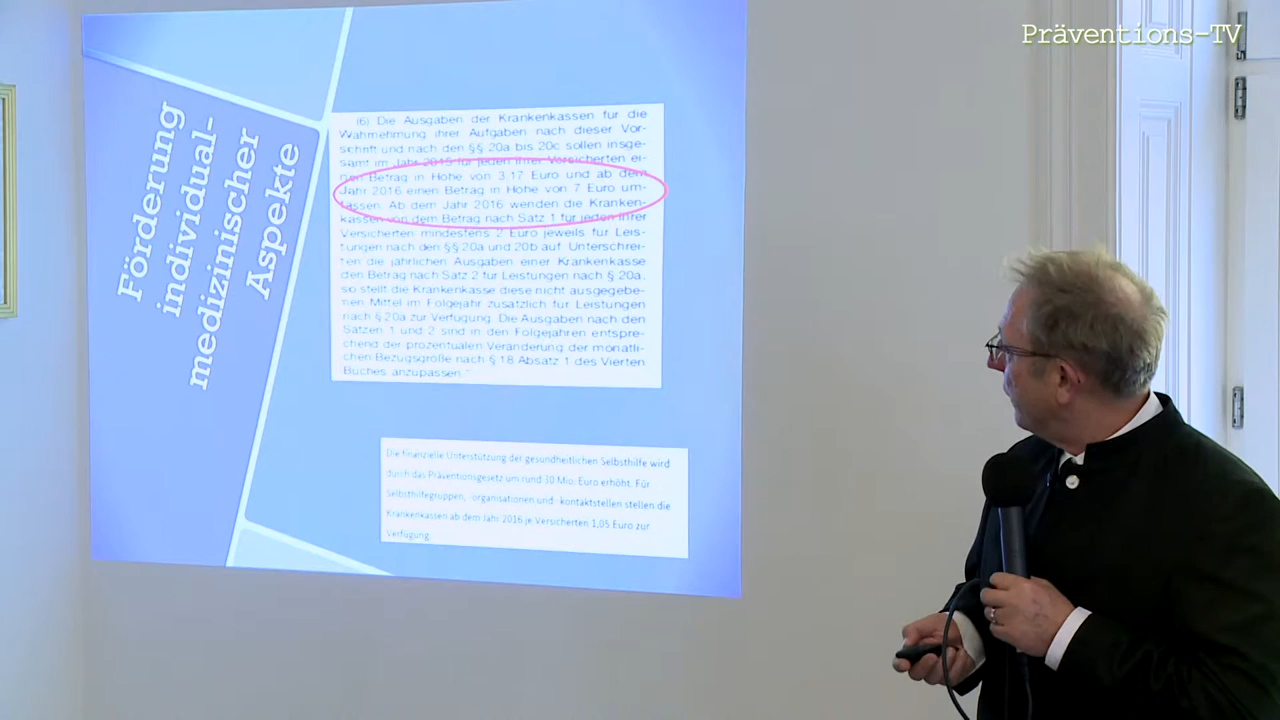 Präventions-TV
Förderung
individual-
medizinischer
Aspekte
(6) Die Ausgaben der Krankenkassen für die
Wahrnehmung ihrer Aufgaben nach dieser Vor-
schrift und nach den §§ 20a bis 20c sollen insge-
samt im Jahr 2015 für jeden ihrer Versicherten ei-
nen Betrag in Höhe von 3,17 Euro und ab dem
Jahr 2016 einen Betrag in Höhe von 7 Euro um-
fassen. Ab dem Jahr 2016 wenden die Kranken-
kassen von dem Betrag nach Satz 1 für jeden ihrer
Versicherten mindestens 2 Euro jeweils für Leis-
tungen nach den §§ 20a und 20b auf. Unterschrei-
ten die jährlichen Ausgaben einer Krankenkasse
den Betrag nach Satz 2 für Leistungen nach § 20a,
so stellt die Krankenkasse diese nicht ausgegebe-
nen Mittel im Folgejahr zusätzlich für Leistungen
nach § 20a zur Verfügung. Die Ausgaben nach den
Sätzen 1 und 2 sind in den Folgejahren entspre-
chend der prozentualen Veränderung der monatli-
chen Bezugsgröße nach § 18 Absatz 1 des Vierten
Buches anzupassen."
Die finanzielle Unterstützung der gesundheitlichen Selbsthilfe wird
durch das Präventionsgesetz um rund 30 Mio. Euro erhöht. Für
Selbsthilfegruppen, -organisationen und -kontaktstellen stellen die
Krankenkassen ab dem Jahr 2016 je Versicherten 1,05 Euro zur
Verfügung.